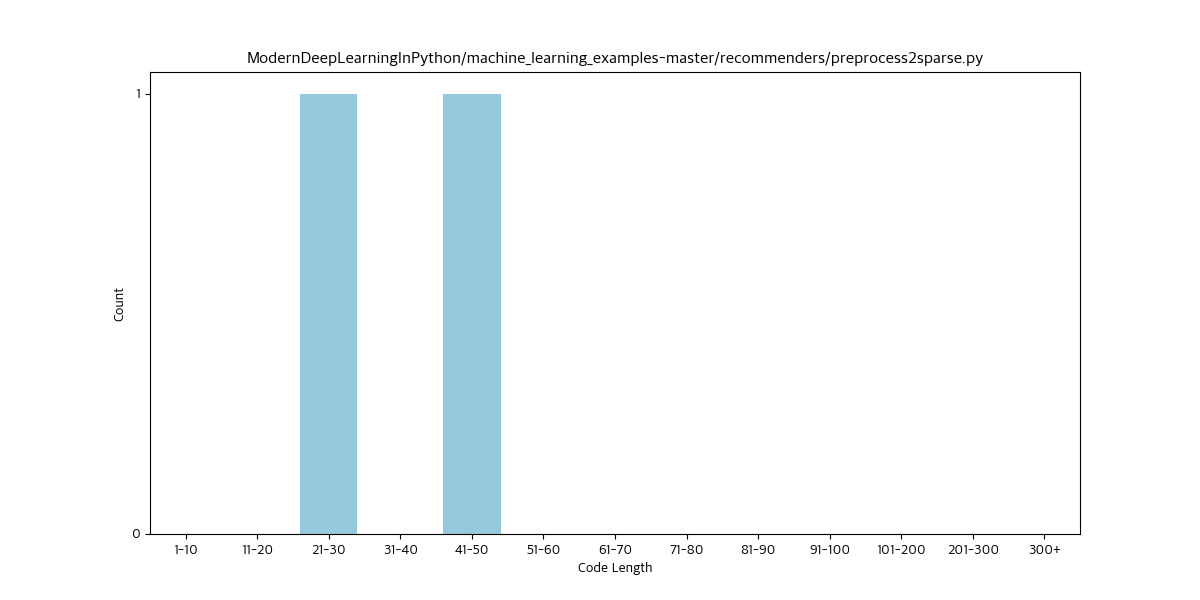 ModernDeepLearningInPython/machine_learning_examples-master/recommenders/preprocess2sparse.py
1
0
Count
1-10 11-20 21-30 31-40 41-50 51-60 61-70 71-80 81-90 91-100 101-200 201-300 300+
Code Length